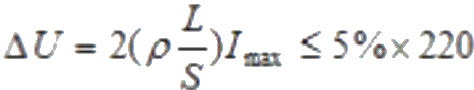 ΔU = 2(ρ L/S) I_max ≤ 5% × 220